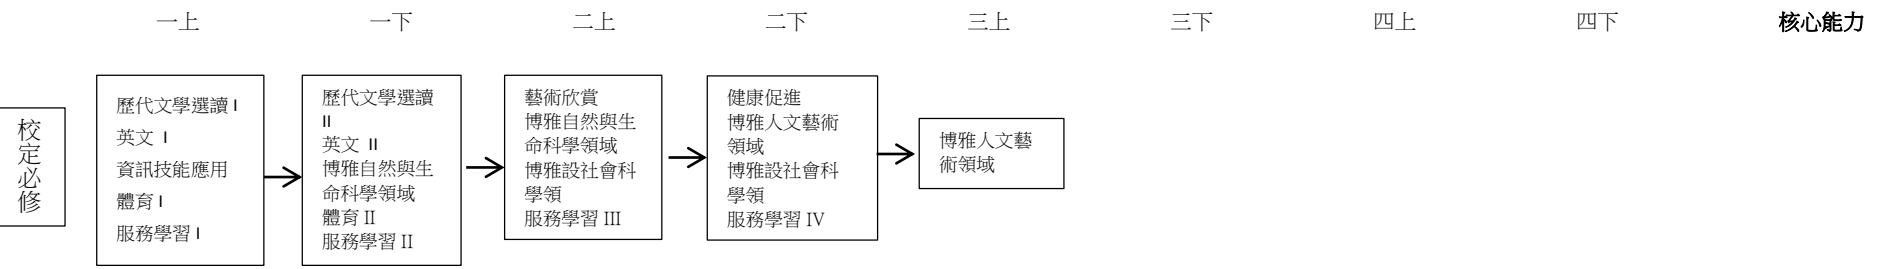 一上 一下 二上 二下 三上 三下 四上 四下 核心能力
校定必修
歷代文學選讀 I
英文 I
資訊技能應用
體育 I
服務學習 I
歷代文學選讀
II
英文 II
博雅自然與生
命科學領域
體育 II
服務學習 II
藝術欣賞
博雅自然與生
命科學領域
博雅設社會科
學領
服務學習 III
健康促進
博雅人文藝術
領域
博雅設社會科
學領
服務學習 IV
博雅人文藝
術領域